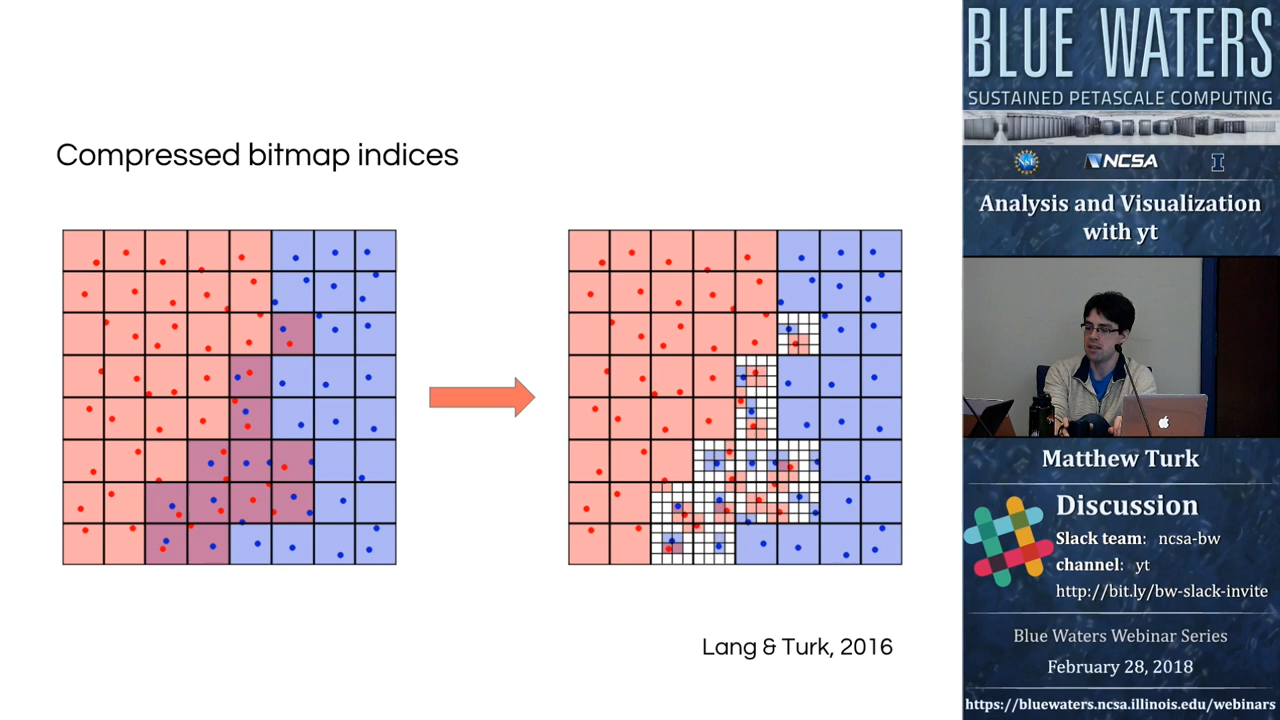 Compressed bitmap indices
Lang & Turk, 2016
BLUE WATERS
SUSTAINED PETASCALE COMPUTING
NCSA
Analysis and Visualization
with yt
Matthew Turk
Discussion
Slack team: ncsa-bw
channel: yt
http://bit.ly/bw-slack-invite
Blue Waters Webinar Series
February 28, 2018
https://bluewaters.ncsa.illinois.edu/webinars